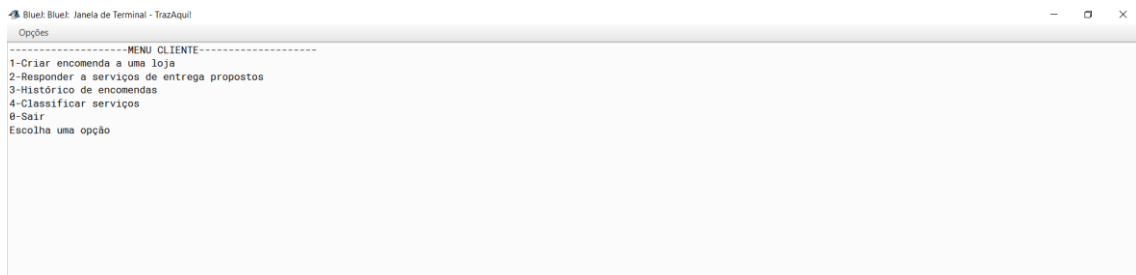 BlueJ: BlueJ: Janela de Terminal - TrazAqui!
Opções
--------------------MENU CLIENTE--------------------
1-Criar encomenda a uma loja
2-Responder a serviços de entrega propostos
3-Histórico de encomendas
4-Classificar serviços
0-Sair
Escolha uma opção